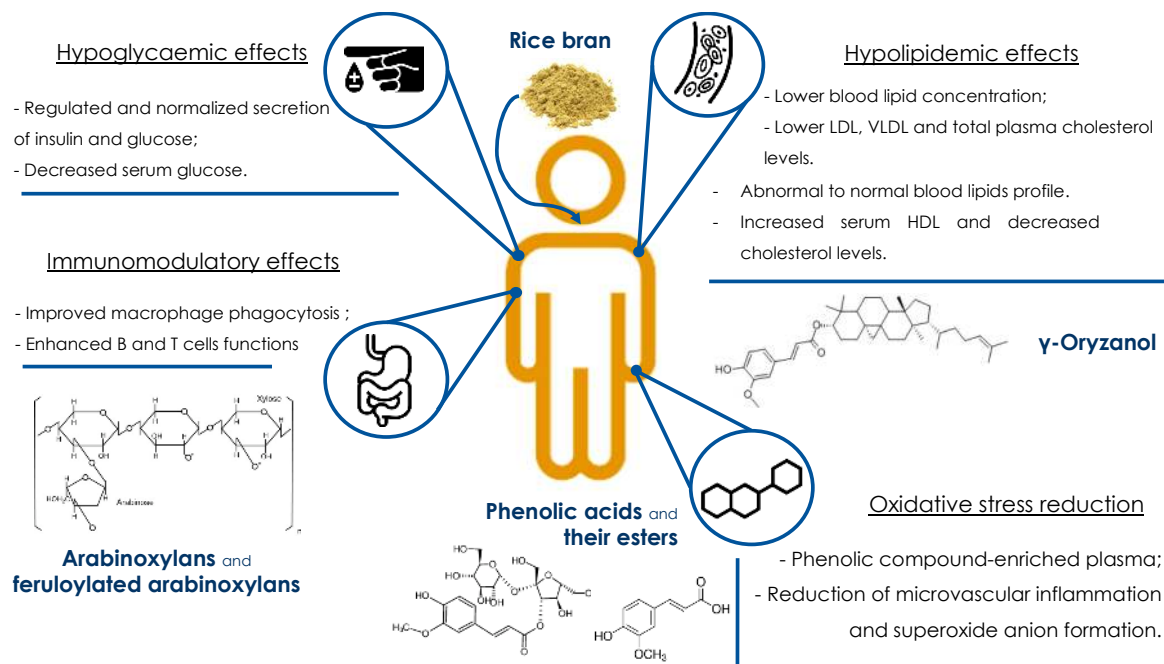 Hypoglycaemic effects
- Regulated and normalized secretion
of insulin and glucose;
- Decreased serum glucose.
Rice bran
Hypolipidemic effects
- Lower blood lipid concentration;
- Lower LDL, VLDL and total plasma cholesterol
levels.
- Abnormal to normal blood lipids profile.
- Increased serum HDL and decreased
cholesterol levels.
Immunomodulatory effects
- Improved macrophage phagocytosis ;
- Enhanced B and T cells functions
Xylose
Arabinose
n
Arabinoxylans and
feruloylated arabinoxylans
γ-Oryzanol
HO
O
O
O
Phenolic acids and
their esters
HO
HO
HO
OH
OH
HO
H₃C
O
O
O
OH
HO
OCH₃
Oxidative stress reduction
- Phenolic compound-enriched plasma;
- Reduction of microvascular inflammation
and superoxide anion formation.